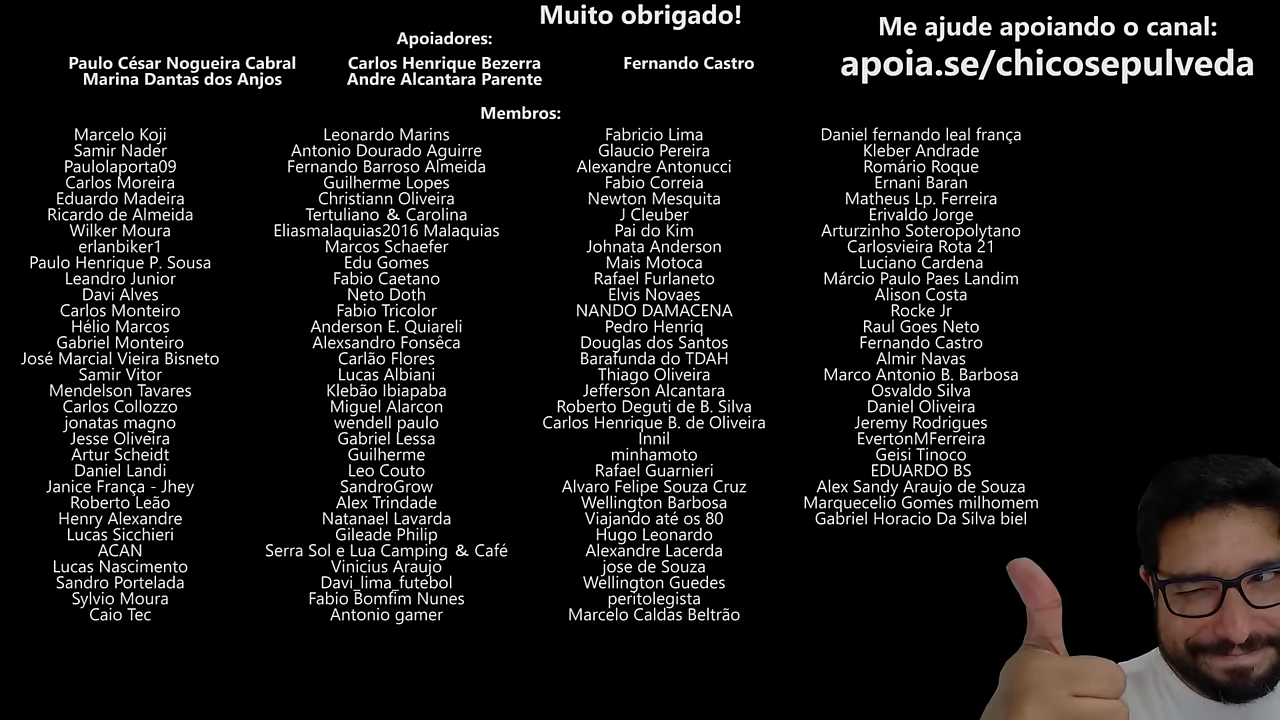 Muito obrigado!
Me ajude apoiando o canal:
apoia.se/chicosepulveda
Apoiadores:
Paulo César Nogueira Cabral
Marina Dantas dos Anjos
Carlos Henrique Bezerra
Andre Alcantara Parente
Fernando Castro
Membros:
Marcelo Koji
Samir Nader
Paulolaporta09
Carlos Moreira
Eduardo Madeira
Ricardo de Almeida
Wilker Moura
erlanbiker1
Paulo Henrique P. Sousa
Leandro Junior
Davi Alves
Carlos Monteiro
Hélio Marcos
Gabriel Monteiro
José Marcial Vieira Bisneto
Samir Vitor
Mendelson Tavares
Carlos Collozzo
jonatas magno
Jesse Oliveira
Artur Scheidt
Daniel Landi
Janice França - Jhey
Roberto Leão
Henry Alexandre
Lucas Sicchieri
ACAN
Lucas Nascimento
Sandro Portelada
Sylvio Moura
Caio Tec
Leonardo Marins
Antonio Dourado Aguirre
Fernando Barroso Almeida
Guilherme Lopes
Christiann Oliveira
Tertuliano & Carolina
Eliasmalaquias2016 Malaquias
Marcos Schaefer
Edu Gomes
Fabio Caetano
Neto Doth
Fabio Tricolor
Anderson E. Quiareli
Alexsandro Fonsêca
Carlão Flores
Lucas Albiani
Klebão Ibiapaba
Miguel Alarcon
wendell paulo
Gabriel Lessa
Guilherme
Leo Couto
SandroGrow
Alex Trindade
Natanael Lavarda
Gileade Philip
Serra Sol e Lua Camping & Café
Vinicius Araujo
Davi_lima_futebol
Fabio Bomfim Nunes
Antonio gamer
Fabricio Lima
Glaucio Pereira
Alexandre Antonucci
Fabio Correia
Newton Mesquita
J Cleuber
Pai do Kim
Johnata Anderson
Mais Motoca
Rafael Furlaneto
Elvis Novaes
NANDO DAMACENA
Pedro Henriq
Douglas dos Santos
Barafunda do TDAH
Thiago Oliveira
Jefferson Alcantara
Roberto Deguti de B. Silva
Carlos Henrique B. de Oliveira
Innil
minhamoto
Rafael Guarnieri
Alvaro Felipe Souza Cruz
Wellington Barbosa
Viajando até os 80
Hugo Leonardo
Alexandre Lacerda
jose de Souza
Wellington Guedes
peritolegista
Marcelo Caldas Beltrão
Daniel fernando leal frança
Kleber Andrade
Romário Roque
Ernani Baran
Matheus Lp. Ferreira
Erivaldo Jorge
Arturzinho Soteropolytano
Carlosvieira Rota 21
Luciano Cardena
Márcio Paulo Paes Landim
Alison Costa
Rocke Jr
Raul Goes Neto
Fernando Castro
Almir Navas
Marco Antonio B. Barbosa
Osvaldo Silva
Daniel Oliveira
Jeremy Rodrigues
EvertonMFerreira
Geisi Tinoco
EDUARDO BS
Alex Sandy Araujo de Souza
Marquecelio Gomes milhomem
Gabriel Horacio Da Silva biel